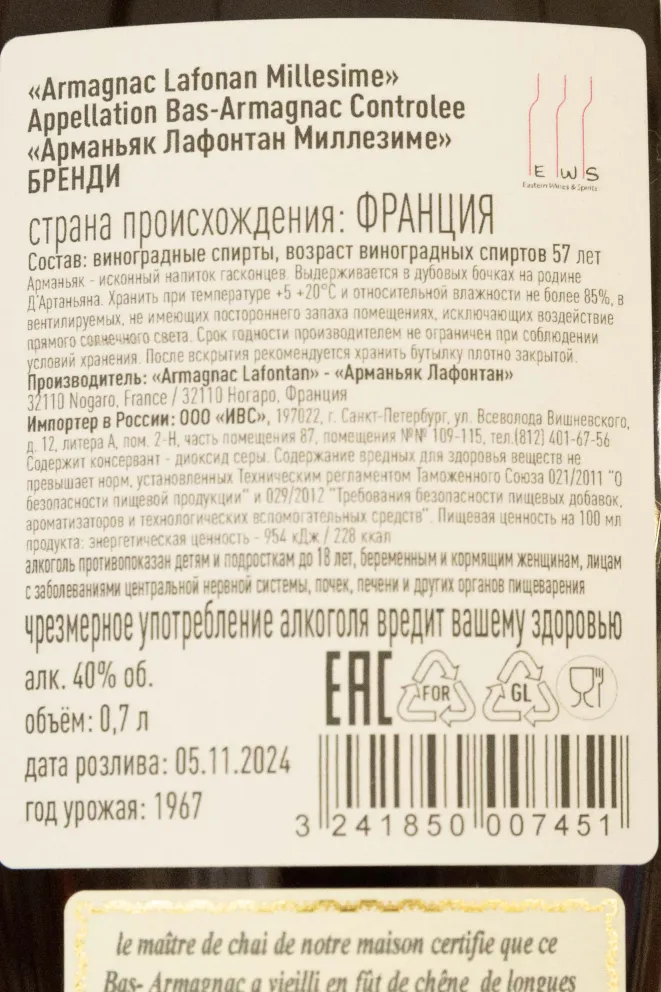 «Armagnac Lafonan Millesime»
Appellation Bas-Armagnac Controlee
«Арманьяк Лафонтан Миллезиме»
БРЕНДИ
E W S
Eastern Wines & Spirits
страна происхождения: ФРАНЦИЯ
Состав: виноградные спирты, возраст виноградных спиртов 57 лет
Арманьяк - исконный напиток гасконцев. Выдерживается в дубовых бочках на родине
Д'Артаньяна. Хранить при температуре +5 +20°C и относительной влажности не более 85%, в
вентилируемых, не имеющих постороннего запаха помещениях, исключающих воздействие
прямого солнечного света. Срок годности производителем не ограничен при соблюдении
условий хранения. После вскрытия рекомендуется хранить бутылку плотно закрытой.
Производитель: «Armagnac Lafontan» - «Арманьяк Лафонтан»
32110 Nogaro, France / 32110 Ногаро, Франция
Импортер в России: ООО «ИВС», 197022, г. Санкт-Петербург, ул. Всеволода Вишневского,
д. 12, литера А, пом. 2-Н, часть помещения 87, помещения №№ 109-115, тел.(812) 401-67-56
Содержит консервант - диоксид серы. Содержание вредных для здоровья веществ не
превышает норм, установленных Техническим регламентом Таможенного Союза 021/2011 "О
безопасности пищевой продукции" и 029/2012 "Требования безопасности пищевых добавок,
ароматизаторов и технологических вспомогательных средств". Пищевая ценность на 100 мл
продукта: энергетическая ценность - 954 кДж / 228 ккал
алкоголь противопоказан детям и подросткам до 18 лет, беременным и кормящим женщинам, лицам
с заболеваниями центральной нервной системы, почек, печени и других органов пищеварения
чрезмерное употребление алкоголя вредит вашему здоровью
алк. 40% об.
EAC FOR GL
объём: 0,7 л
дата розлива: 05.11.2024
год урожая: 1967
3 241850 007451
le maître de chai de notre maison certifie que ce
Bas- Armagnac a vieilli en fût de chêne de longues